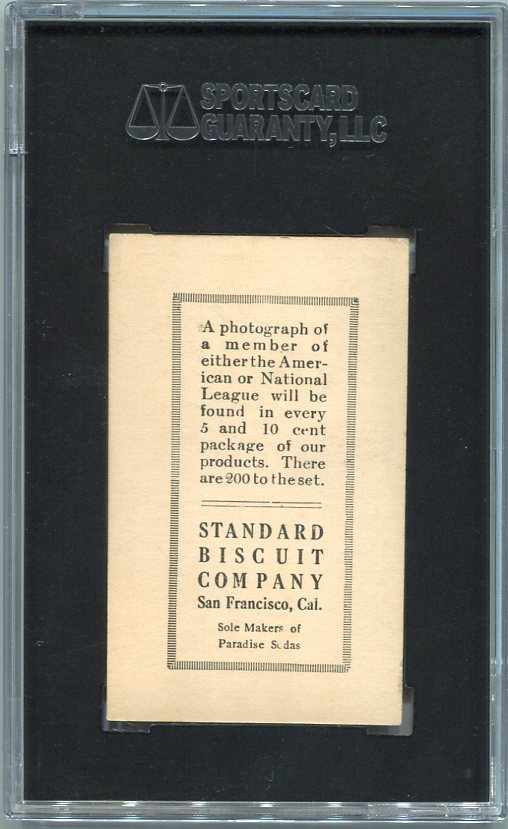 SPORTSCARD
GUARANTY, LLC
A photograph of
a member of
either the Amer-
ican or National
League will be
found in every
5 and 10 cent
package of our
products. There
are 200 to the set.
STANDARD
BISCUIT
COMPANY
San Francisco, Cal.
Sole Makers of
Paradise Sodas